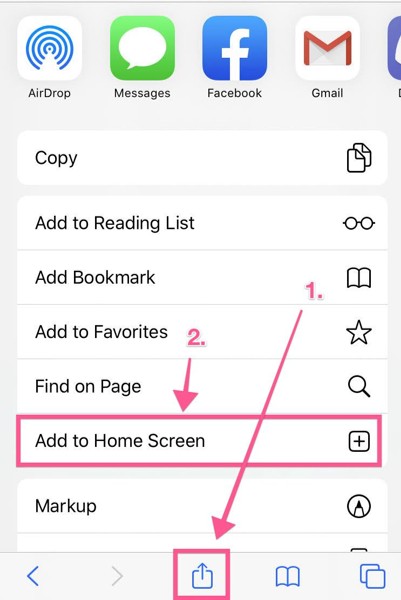 AirDrop
Messages
Facebook
Gmail
Copy
Add to Reading List
Add Bookmark
1.
Add to Favorites
2.
Find on Page
Add to Home Screen
Markup